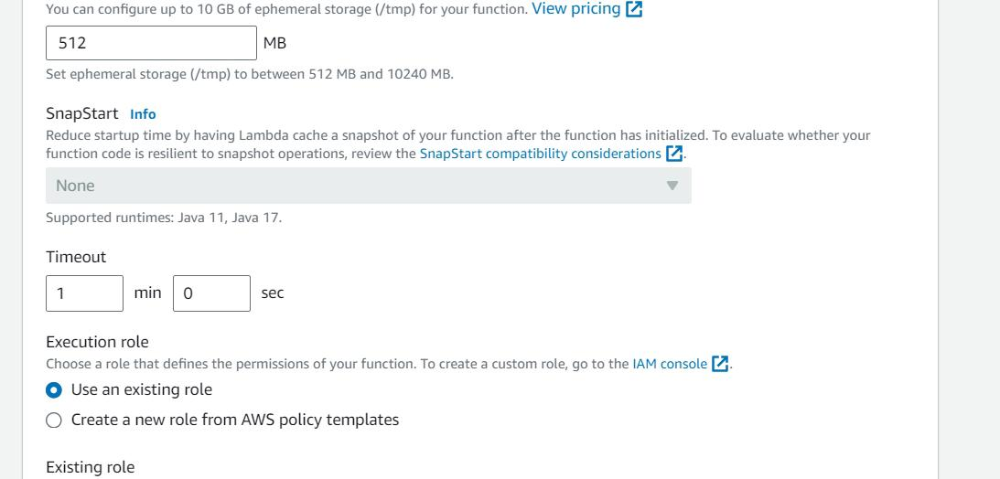 You can configure up to 10 GB of ephemeral storage (/tmp) for your function. View pricing
512 MB
Set ephemeral storage (/tmp) to between 512 MB and 10240 MB.
SnapStart Info
Reduce startup time by having Lambda cache a snapshot of your function after the function has initialized. To evaluate whether your
function code is resilient to snapshot operations, review the SnapStart compatibility considerations.
None
Supported runtimes: Java 11, Java 17.
Timeout
1 min 0 sec
Execution role
Choose a role that defines the permissions of your function. To create a custom role, go to the IAM console.
Use an existing role
Create a new role from AWS policy templates
Existing role